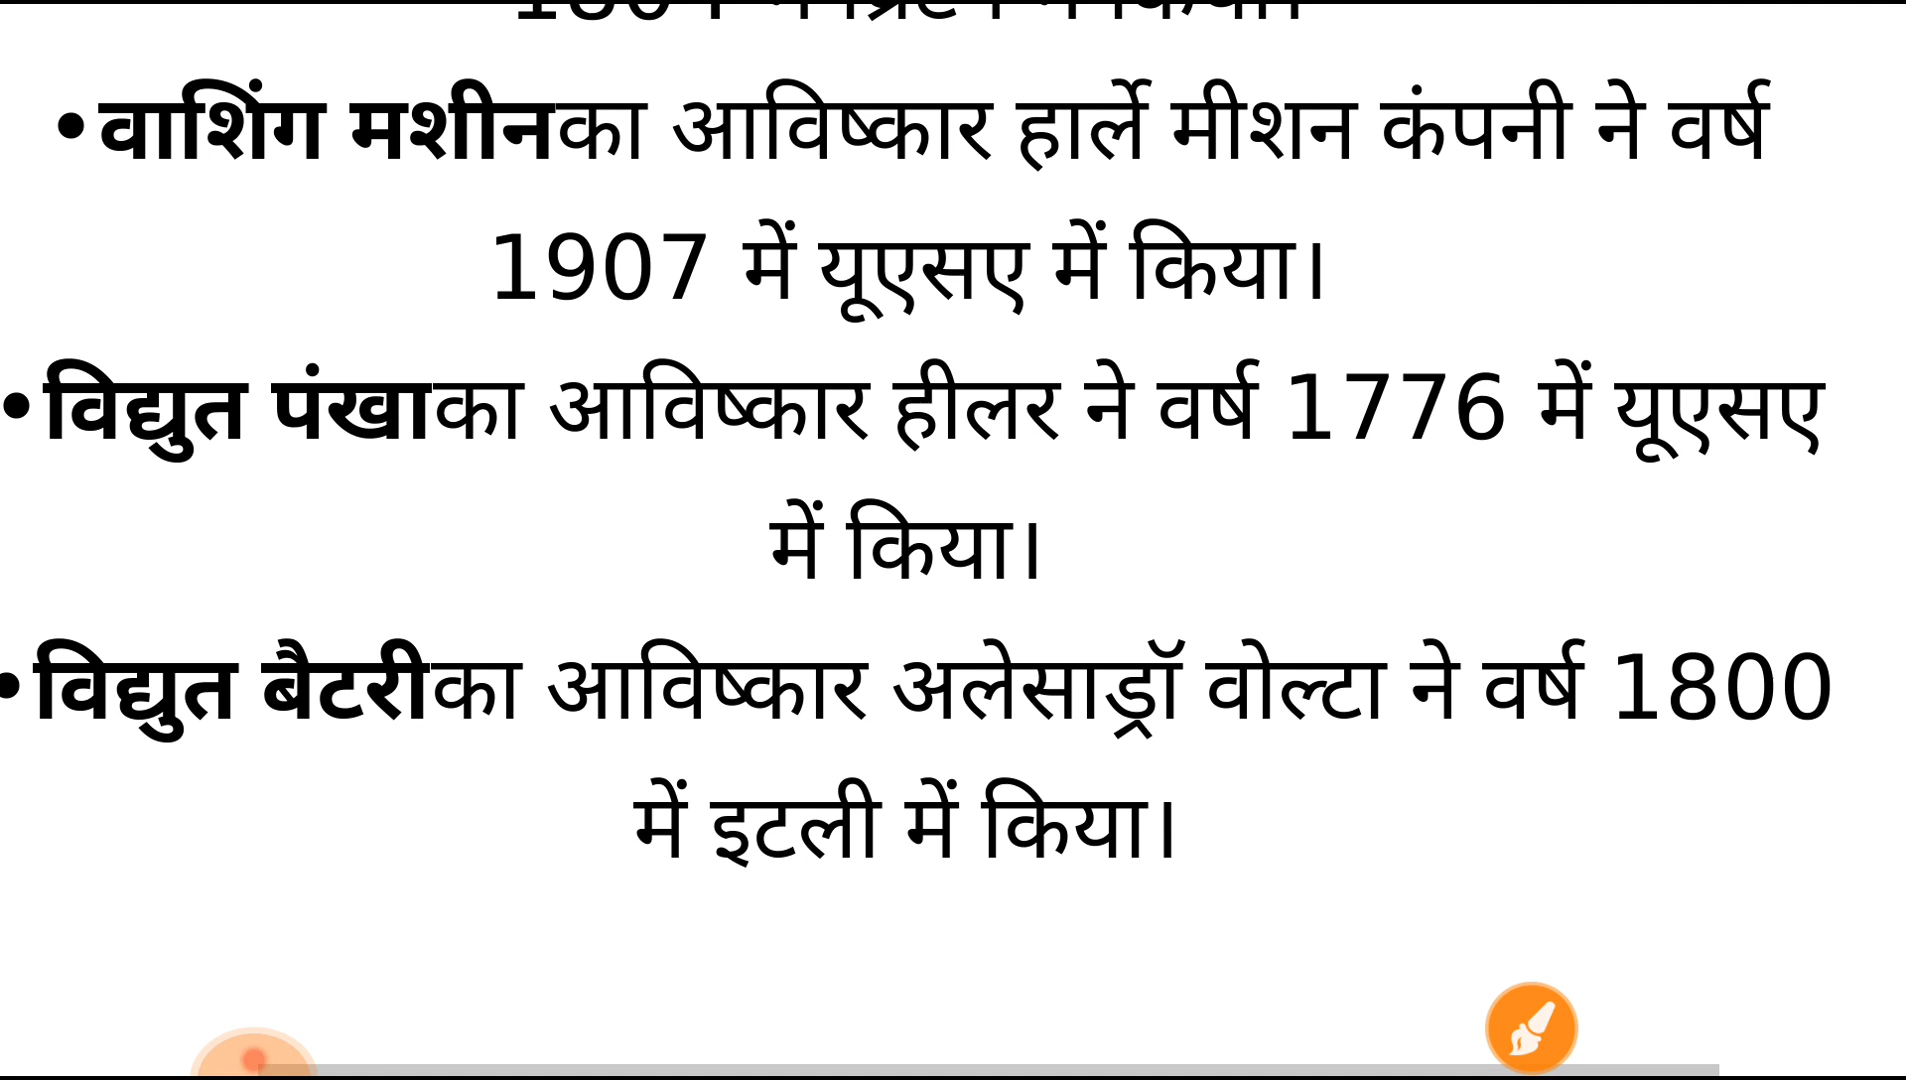 •वाशिंग मशीनका आविष्कार हार्ले मीशन कंपनी ने वर्ष
1907 में यूएसए में किया।
•विद्युत पंखाका आविष्कार हीलर ने वर्ष 1776 में यूएसए
में किया।
•विद्युत बैटरीका आविष्कार अलेसाड्रॉ वोल्टा ने वर्ष 1800
में इटली में किया।